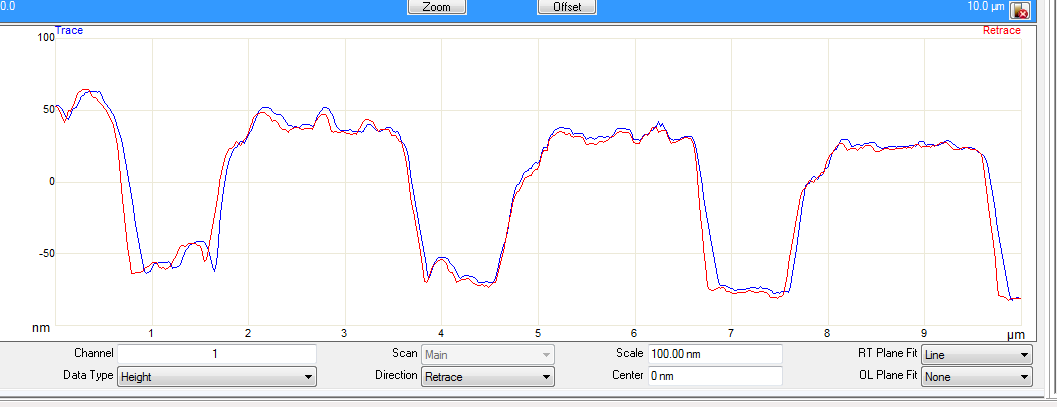 0.0 Zoom Offset 10.0 µm
Trace Retrace
100
50
0
-50
nm 1 2 3 4 5 6 7 8 9 µm
Channel 1
Scan Main Scale 100.00 nm RT Plane Fit Line
Data Type Height Direction Retrace Center 0 nm OL Plane Fit None